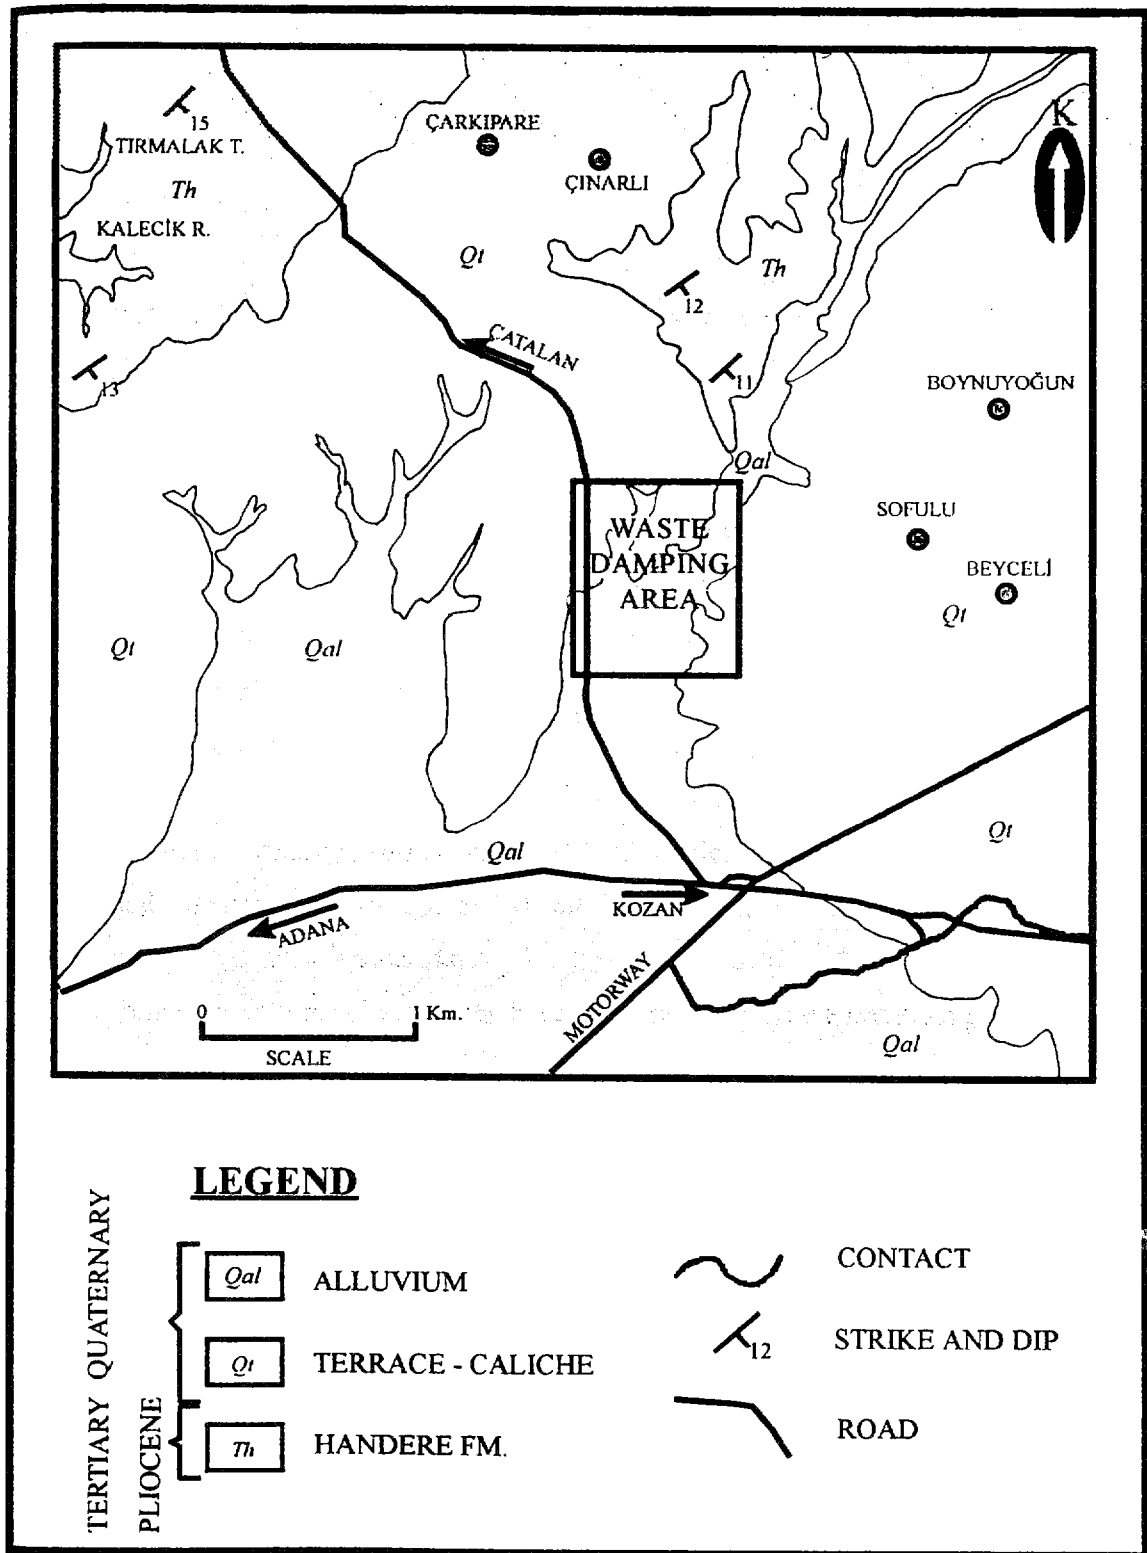 K
15
TIRMALAK T.
Th
KALECİK R.
ÇARKIPARE
ÇINARLI
Qt
Th
12
ÇATALAN
11
13
BOYNUYOĞUN
Qal
SOFULU
WASTE
DAMPING
AREA
BEYCELİ
Qt
Qt
Qal
Qt
Qal
KOZAN
ADANA
MOTORWAY
0 1 Km.
SCALE
Qal
LEGEND
TERTIARY QUATERNARY
PLIOCENE
Qal ALLUVIUM
Qt TERRACE - CALICHE
Th HANDERE FM.
CONTACT
12 STRIKE AND DIP
ROAD